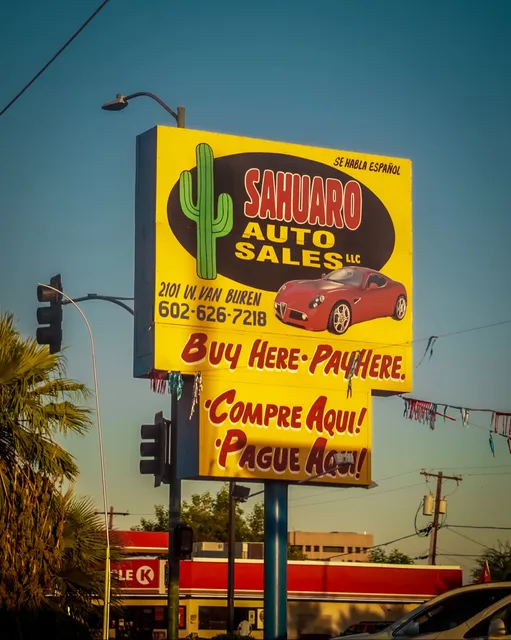 SE HABLA ESPAÑOL
SAHUARO
AUTO
SALES LLC
2101 W. VAN BUREN
602-626-7218
BUY HERE • PAY HERE.
• COMPRE AQUI!
• PAGUE AQUI!
CLE K